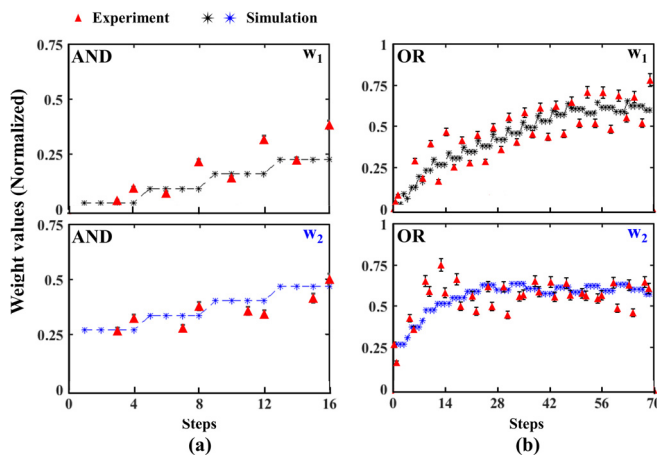 Experiment
Simulation
Weight values (Normalized)
AND
w1
0.75
0.5
0.25
0
AND
w2
0.75
0.5
0.25
0
0
4
8
12
16
Steps
(a)
OR
w1
1
0.75
0.5
0.25
0
OR
w2
1
0.75
0.5
0.25
0
0
14
28
42
56
70
Steps
(b)